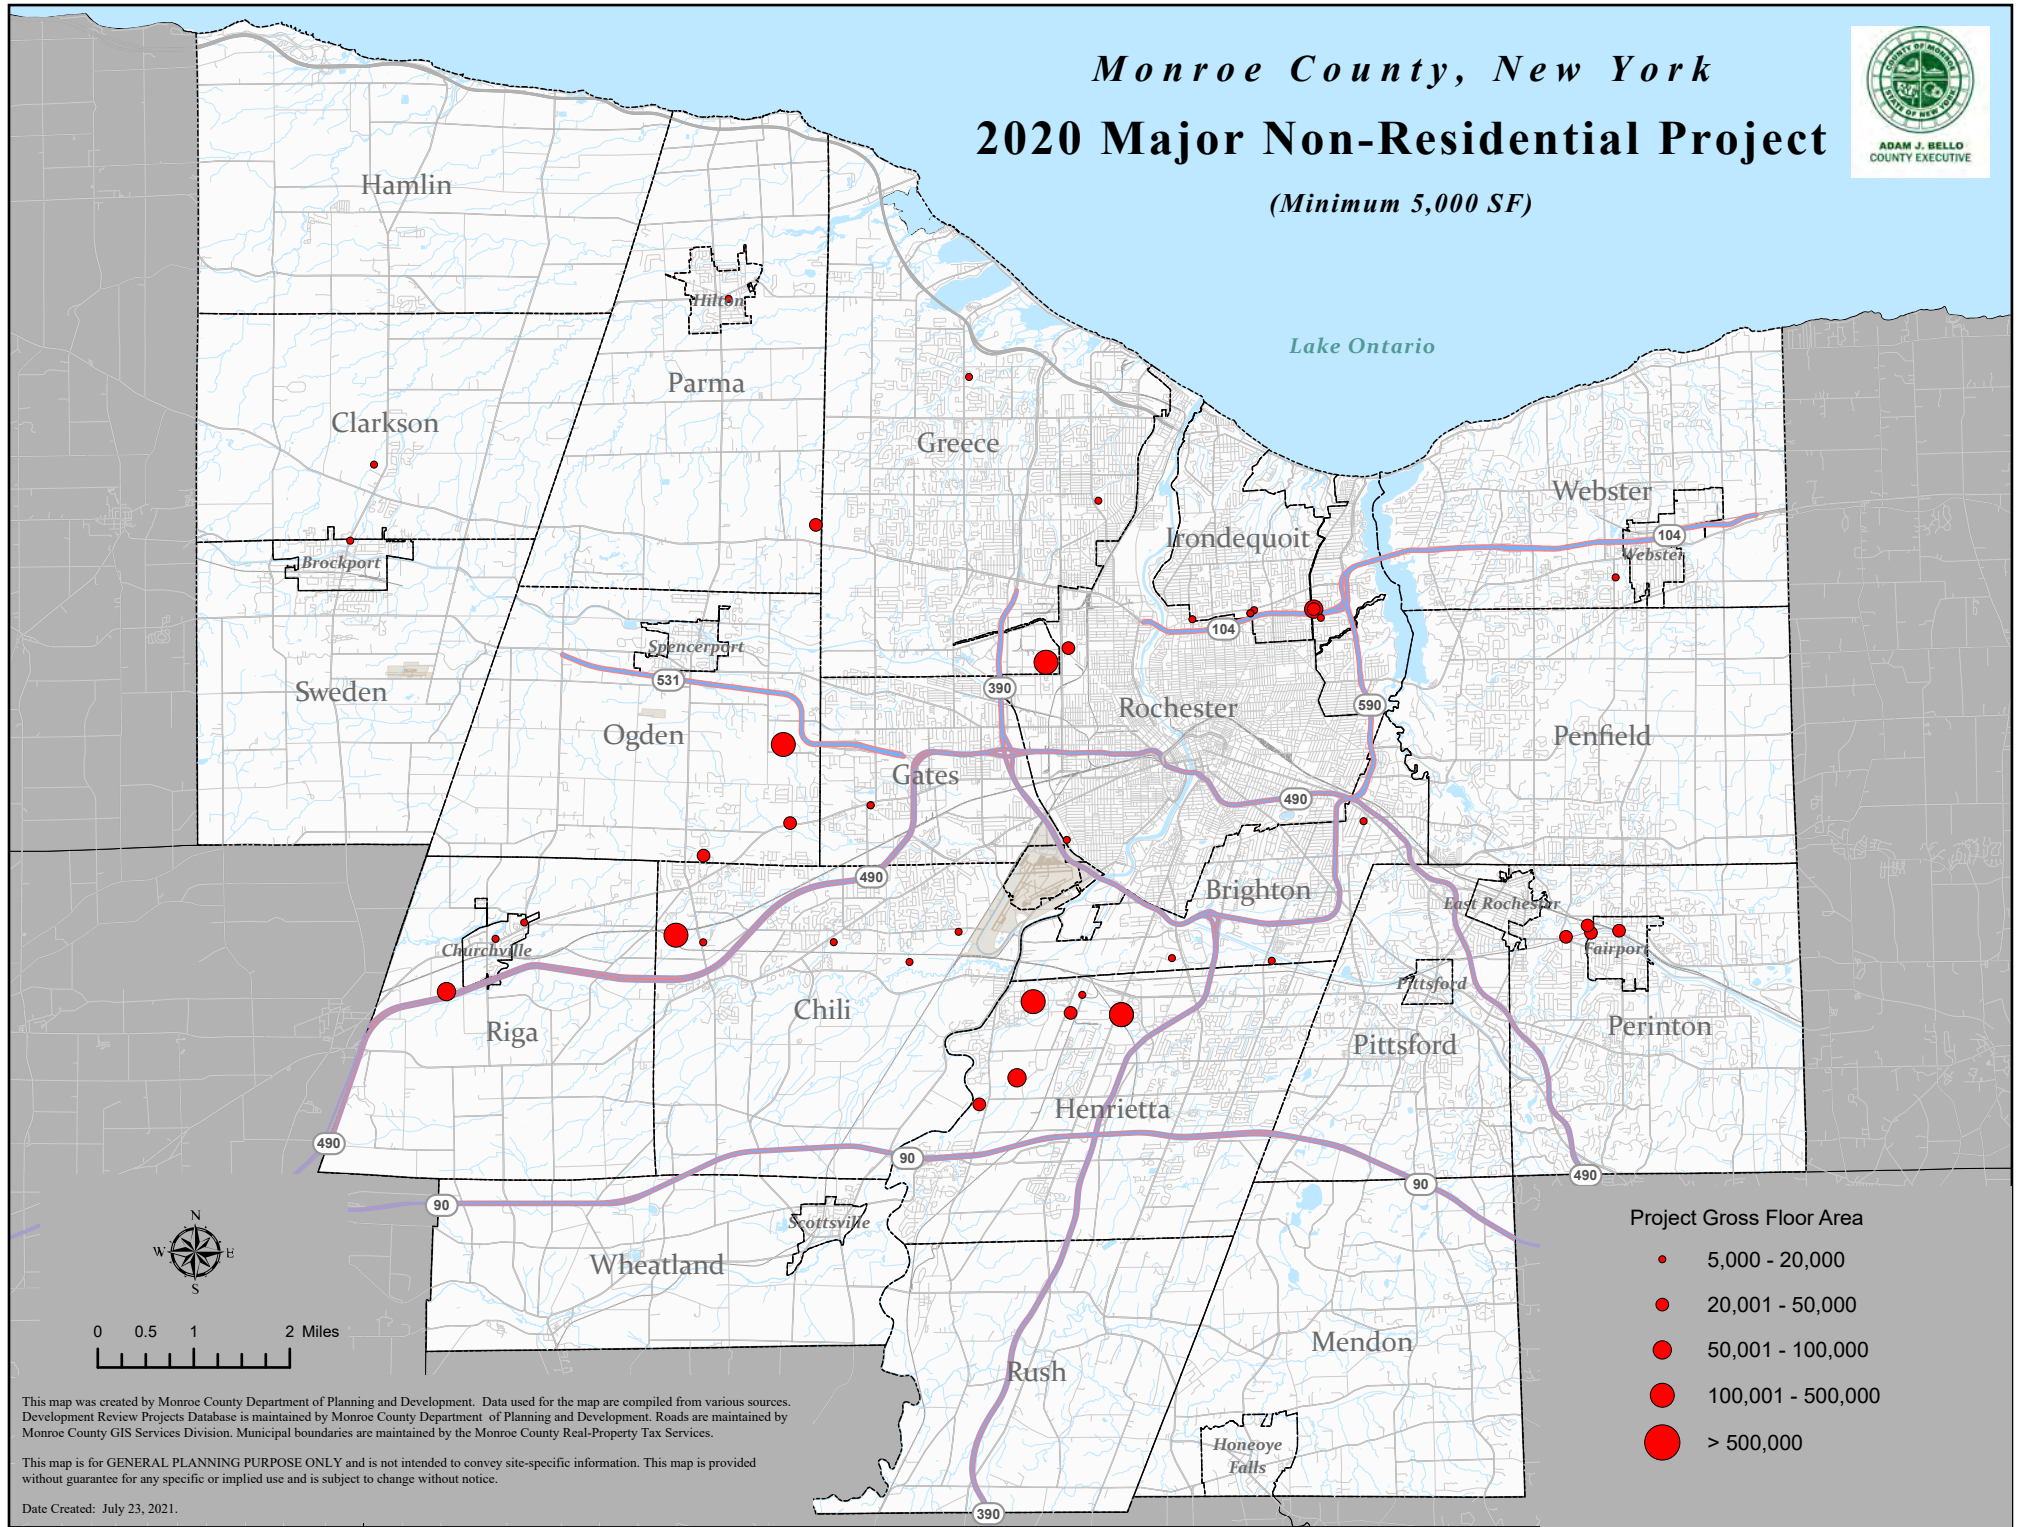 Monroe County, New York
2020 Major Non-Residential Project
(Minimum 5,000 SF)
COUNTY OF MONROE
STATE OF NEW YORK
ADAM J. BELLO
COUNTY EXECUTIVE
Hamlin
Hilton
Lake Ontario
Parma
Clarkson
Greece
Webster
Irondequoit
104
Webster
Brockport
Spencerport
104
531
390
Sweden
590
Rochester
Ogden
Penfield
Gates
490
490
Brighton
East Rochester
Churchville
Fairport
Pittsford
Chili
Riga
Perinton
Pittsford
Henrietta
490
90
490
90
90
Scottsville
Wheatland
N
W
E
S
0 0.5 1 2 Miles
Project Gross Floor Area
5,000 - 20,000
20,001 - 50,000
50,001 - 100,000
100,001 - 500,000
> 500,000
Mendon
Rush
Honeoye
Falls
390
This map was created by Monroe County Department of Planning and Development. Data used for the map are compiled from various sources.
Development Review Projects Database is maintained by Monroe County Department of Planning and Development. Roads are maintained by
Monroe County GIS Services Division. Municipal boundaries are maintained by the Monroe County Real-Property Tax Services.
This map is for GENERAL PLANNING PURPOSE ONLY and is not intended to convey site-specific information. This map is provided
without guarantee for any specific or implied use and is subject to change without notice.
Date Created: July 23, 2021.